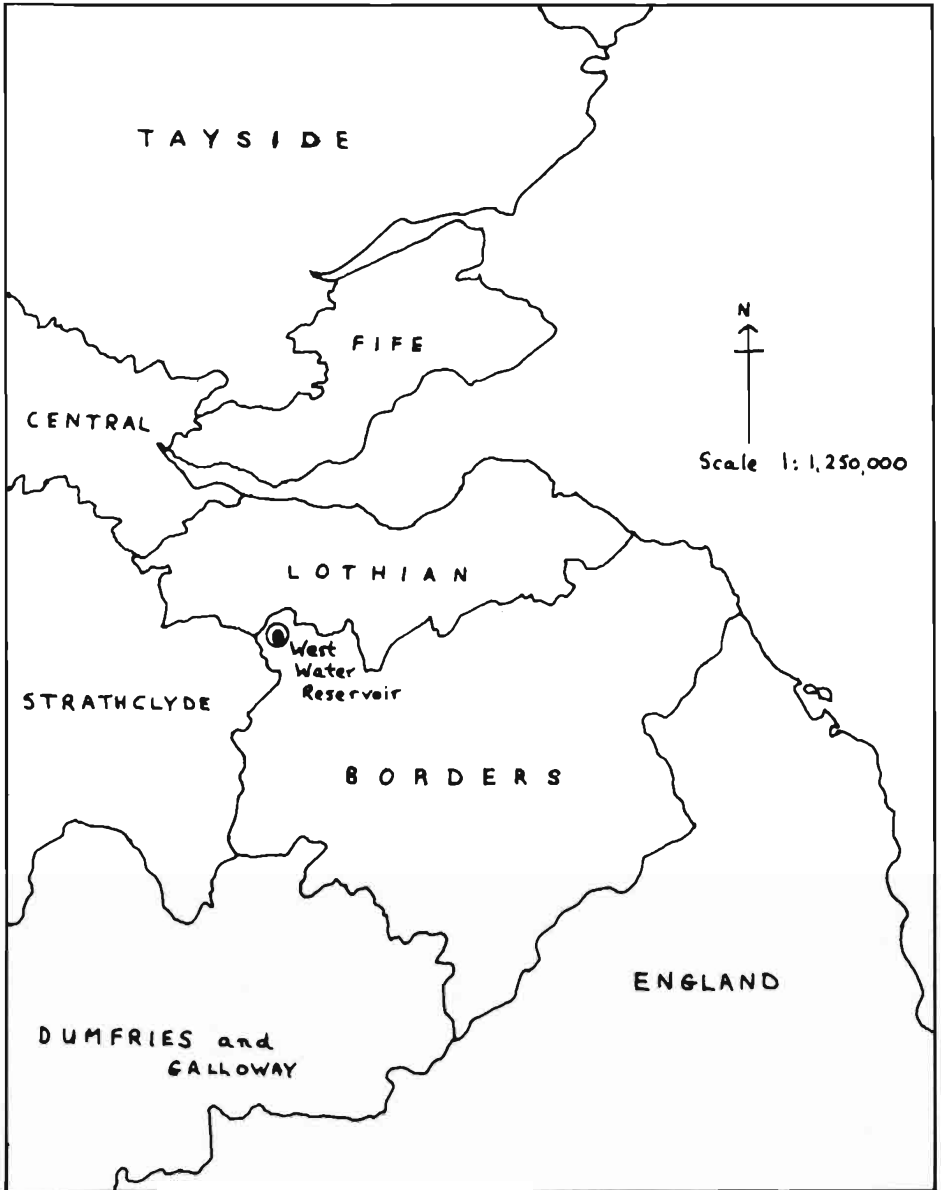 TAYSIDE
FIFE
N
CENTRAL
Scale 1:1,250,000
LOTHIAN
West
Water
Reservoir
STRATHCLYDE
BORDERS
ENGLAND
DUMFRIES and
GALLOWAY